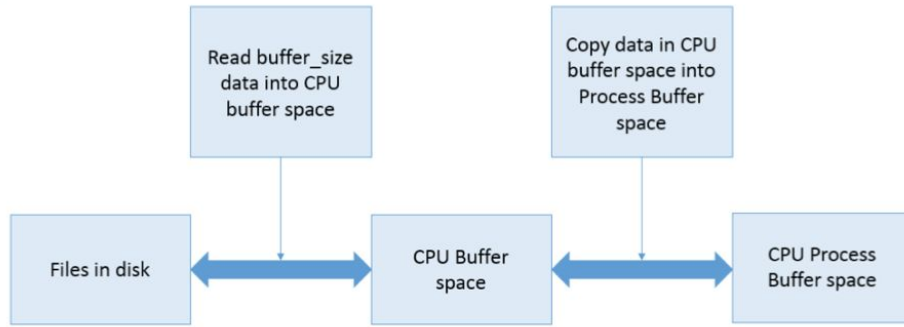 Read buffer_size
data into CPU
buffer space
Copy data in CPU
buffer space into
Process Buffer
space
Files in disk
CPU Buffer
space
CPU Process
Buffer space